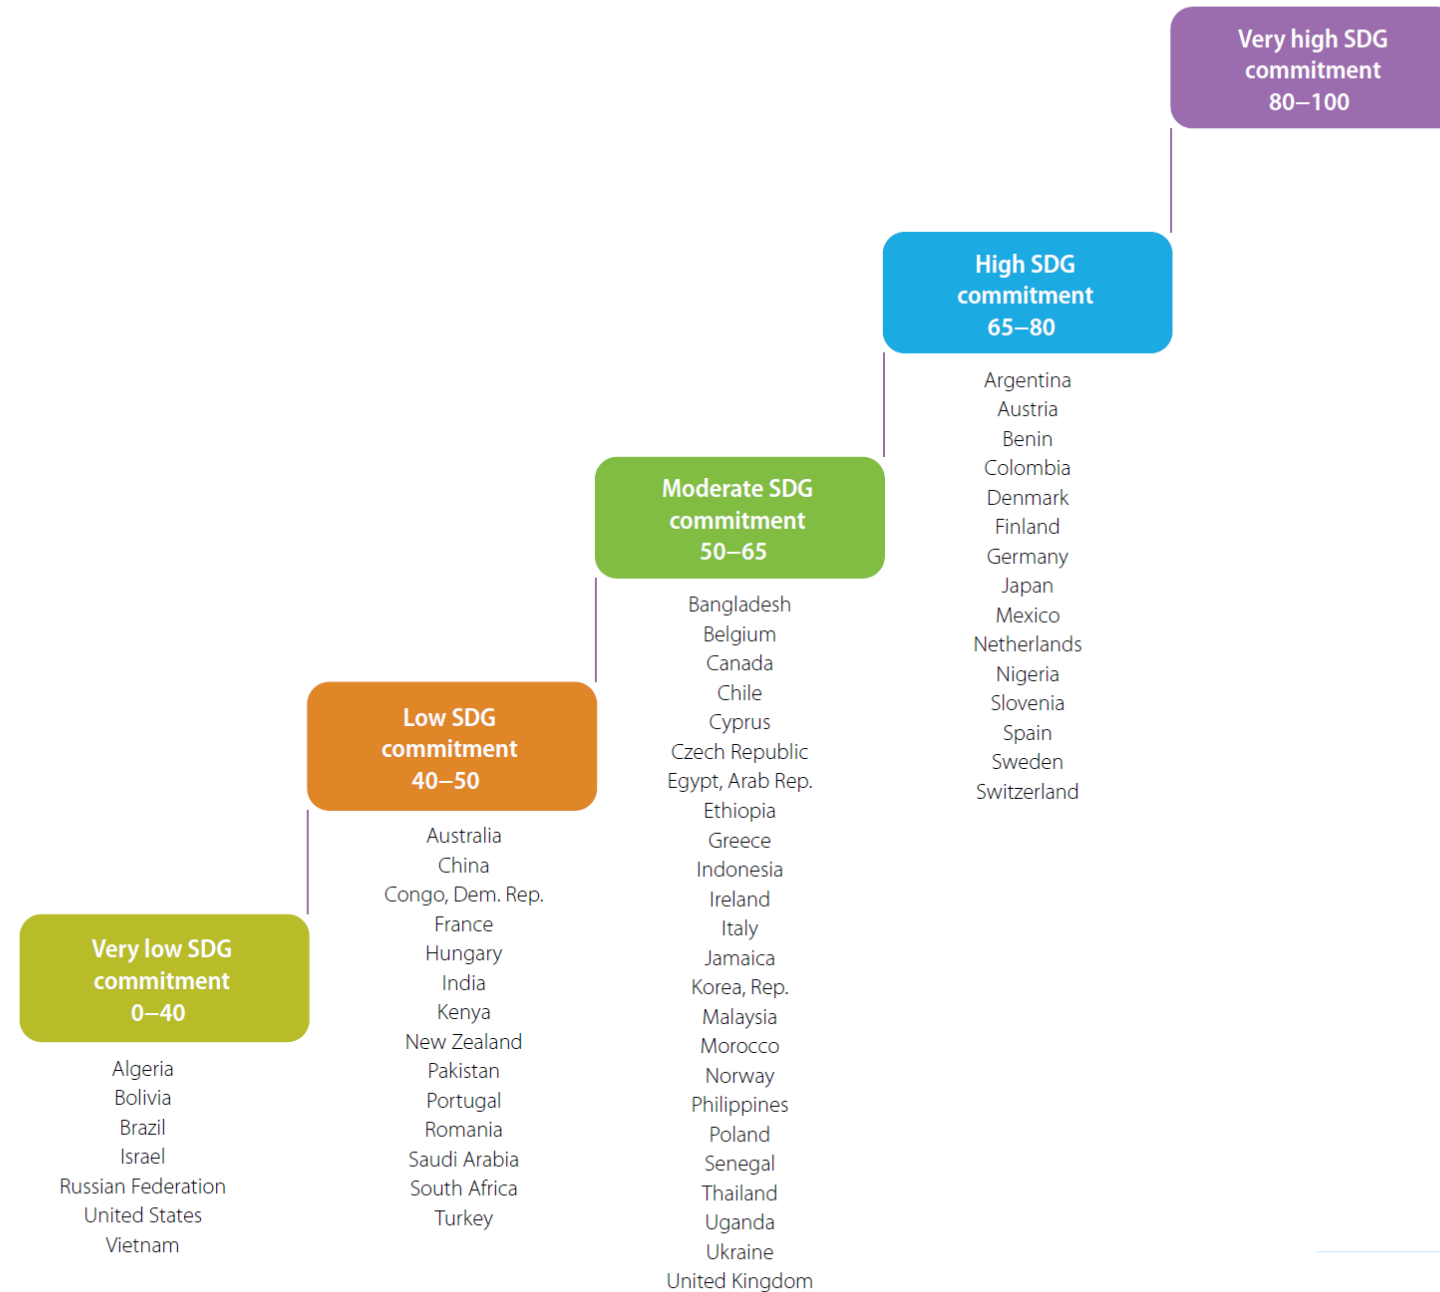 Very high SDG
commitment
80–100
High SDG
commitment
65–80
Argentina
Austria
Benin
Colombia
Denmark
Finland
Germany
Japan
Mexico
Netherlands
Nigeria
Slovenia
Spain
Sweden
Switzerland
Moderate SDG
commitment
50–65
Bangladesh
Belgium
Canada
Chile
Cyprus
Czech Republic
Egypt, Arab Rep.
Ethiopia
Greece
Indonesia
Ireland
Italy
Jamaica
Korea, Rep.
Malaysia
Morocco
Norway
Philippines
Poland
Senegal
Thailand
Uganda
Ukraine
United Kingdom
Low SDG
commitment
40–50
Australia
China
Congo, Dem. Rep.
France
Hungary
India
Kenya
New Zealand
Pakistan
Portugal
Romania
Saudi Arabia
South Africa
Turkey
Very low SDG
commitment
0–40
Algeria
Bolivia
Brazil
Israel
Russian Federation
United States
Vietnam